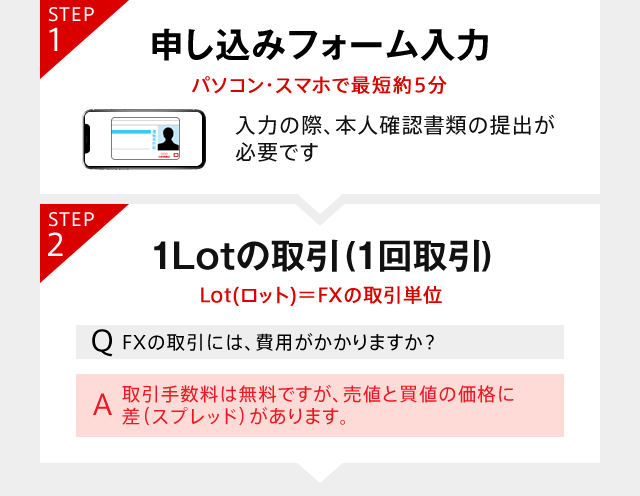 STEP
1
申し込みフォーム入力
パソコン・スマホで最短約5分
入力の際、本人確認書類の提出が
必要です
STEP
2
1Lotの取引(1回取引)
Lot(ロット)＝FXの取引単位
Q FXの取引には、費用がかかりますか？
A 取引手数料は無料ですが、売値と買値の価格に
差（スプレッド）があります。